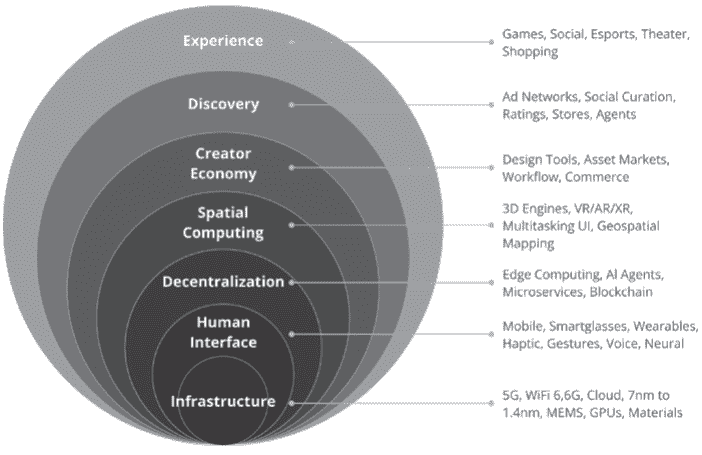 Experience
Games, Social, Esports, Theater,
Shopping
Discovery
Ad Networks, Social Curation,
Ratings, Stores, Agents
Creator
Economy
Design Tools, Asset Markets,
Workflow, Commerce
Spatial
Computing
3D Engines, VR/AR/XR,
Multitasking UI, Geospatial
Mapping
Decentralization
Edge Computing, AI Agents,
Microservices, Blockchain
Human
Interface
Mobile, Smartglasses, Wearables,
Haptic, Gestures, Voice, Neural
Infrastructure
5G, WiFi 6,6G, Cloud, 7nm to
1.4nm, MEMS, GPUs, Materials